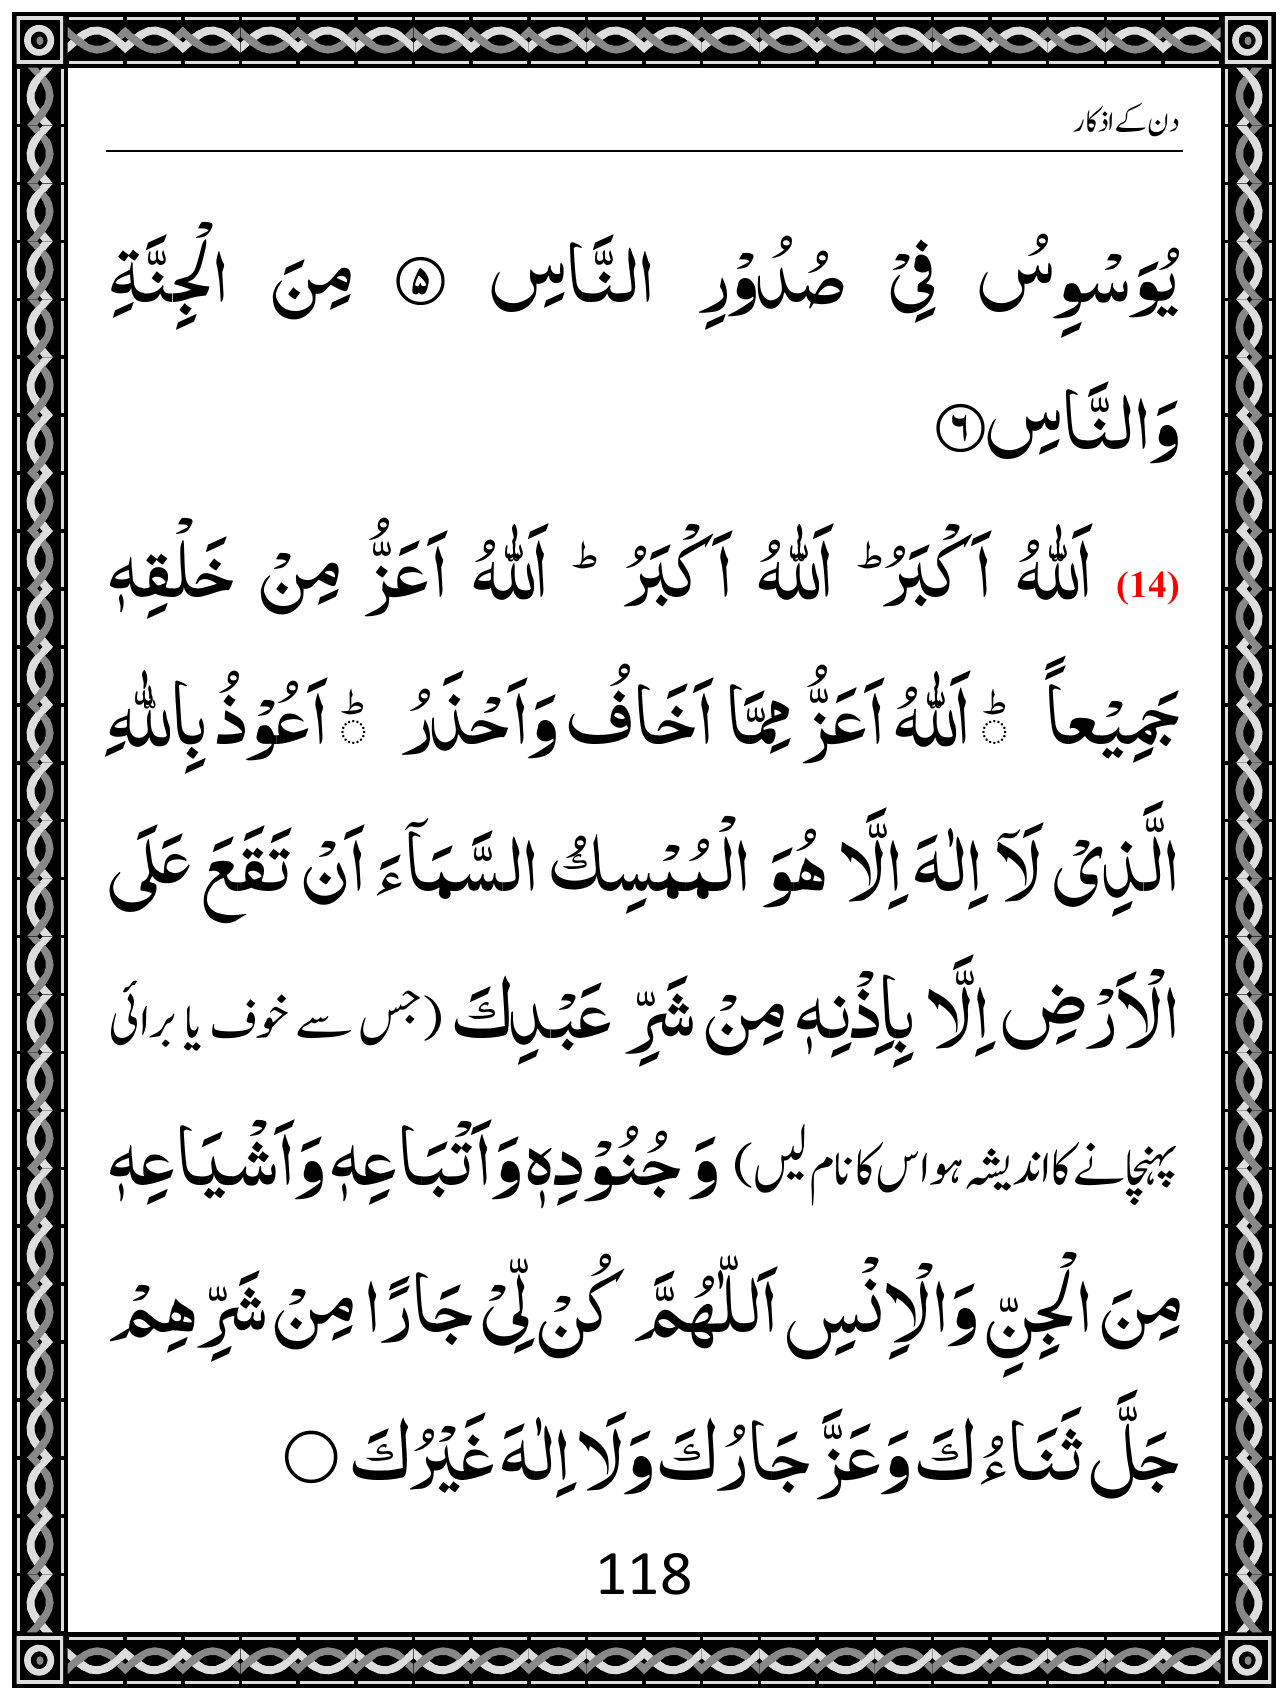 دن کے اذکار
یُوَسْوِسُ فِیْ صُدُوْرِ النَّاسِ ۵ مِنَ الْجِنَّةِ
وَالنَّاسِ ٦
(14) اَللّٰهُ اَكْبَرُ ؕ اَللّٰهُ اَكْبَرُ ؕ اَللّٰهُ اَعَزُّ مِنْ خَلْقِهٖ
جَمِیْعاً ؕ اَللّٰهُ اَعَزُّ مِمَّا اَخَافُ وَاَحْذَرُ ؕ اَعُوْذُ بِاللّٰهِ
الَّذِیْ لَآ اِلٰهَ اِلَّا هُوَ الْمُمْسِكُ السَّمَآءَ اَنْ تَقَعَ عَلَی
الْاَرْضِ اِلَّا بِاِذْنِهٖ مِنْ شَرِّ عَبْدِكَ (جس سے خوف یا برائی
پہنچانے کا اندیشہ ہو اس کا نام لیں) وَ جُنُوْدِهٖ وَاَتْبَاعِهٖ وَاَشْیَاعِهٖ
مِنَ الْجِنِّ وَالْاِنْسِ اَللّٰهُمَّ كُنْ لِّیْ جَارًا مِنْ شَرِّهِمْ
جَلَّ ثَنَاءُكَ وَعَزَّ جَارُكَ وَلَا اِلٰهَ غَیْرُكَ ○
118